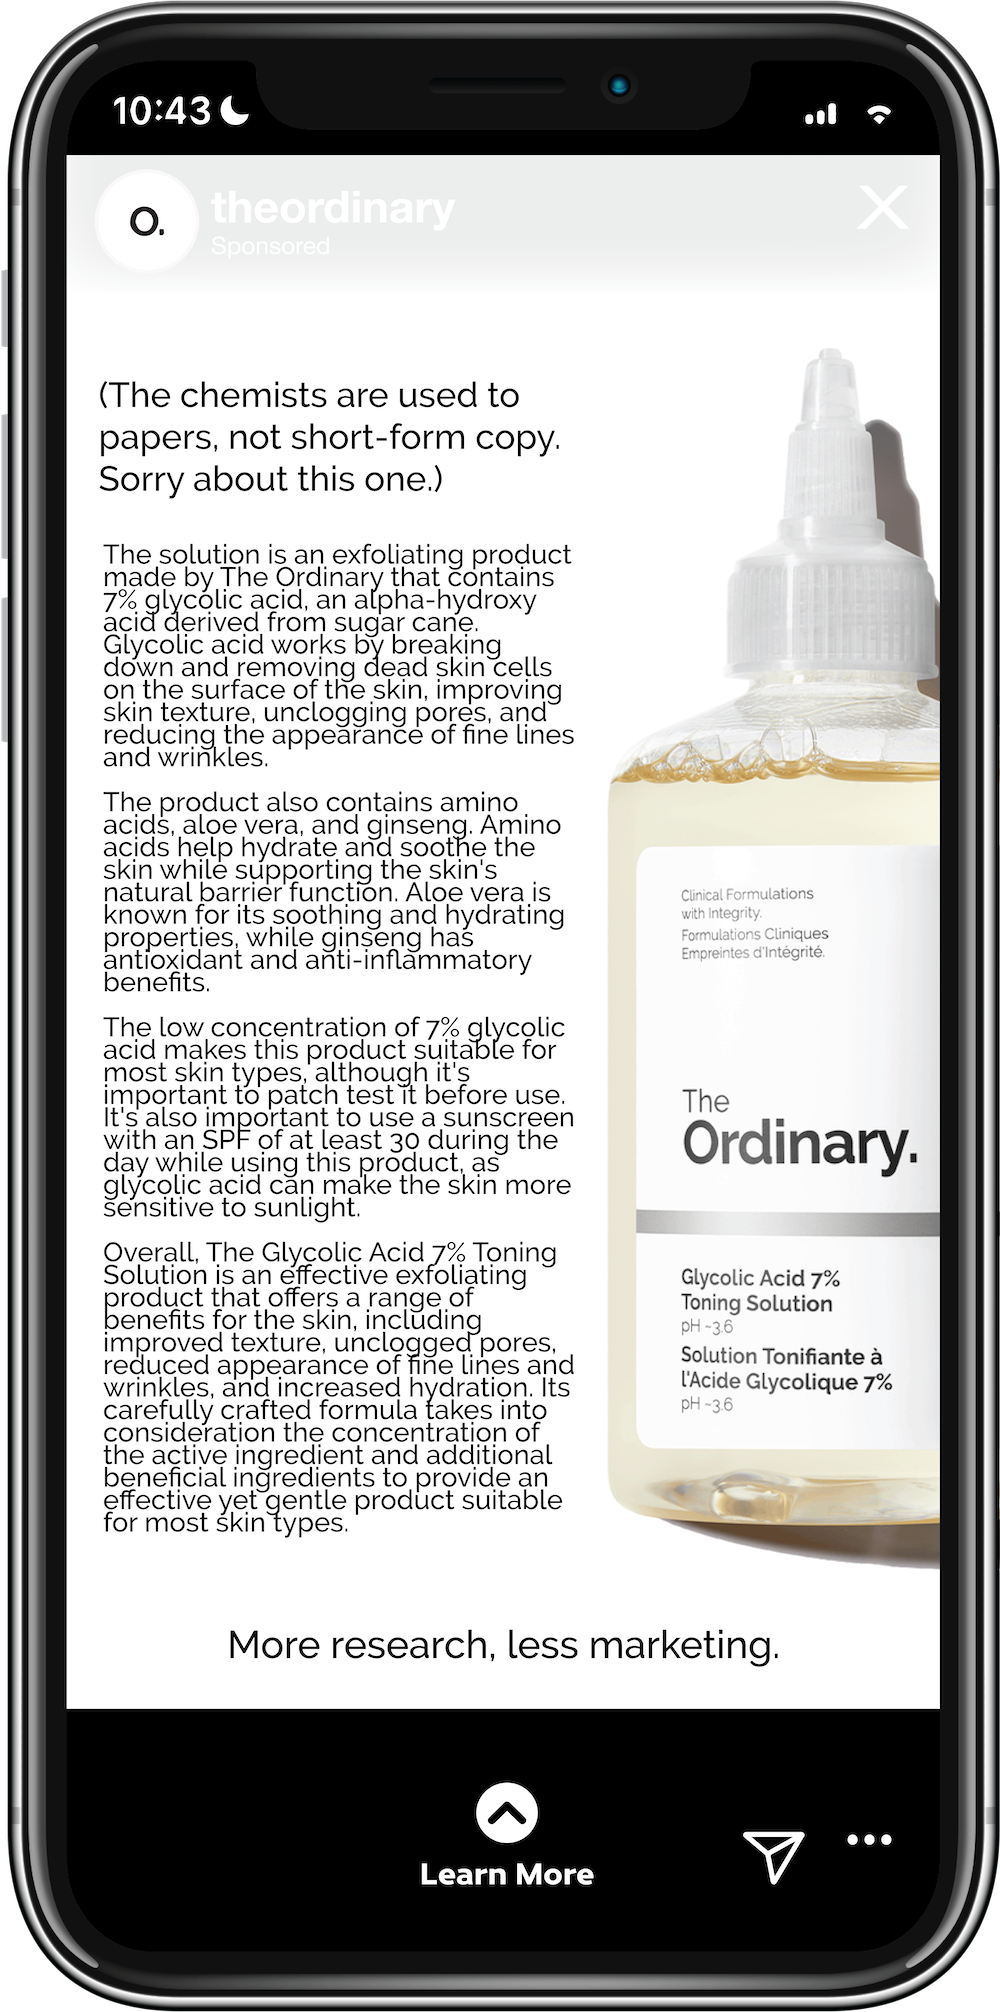 10:43
O.
theordinary
Sponsored
(The chemists are used to
papers, not short-form copy.
Sorry about this one.)
The solution is an exfoliating product
made by The Ordinary that contains
7% glycolic acid, an alpha-hydroxy
acid derived from sugar cane.
Glycolic acid works by breaking
down and removing dead skin cells
on the surface of the skin, improving
skin texture, unclogging pores, and
reducing the appearance of fine lines
and wrinkles.
The product also contains amino
acids, aloe vera, and ginseng. Amino
acids help hydrate and soothe the
skin while supporting the skin's
natural barrier function. Aloe vera is
known for its soothing and hydrating
properties, while ginseng has
antioxidant and anti-inflammatory
benefits.
The low concentration of 7% glycolic
acid makes this product suitable for
most skin types, although it's
important to patch test it before use.
It's also important to use a sunscreen
with an SPF of at least 30 during the
day while using this product, as
glycolic acid can make the skin more
sensitive to sunlight.
Overall, The Glycolic Acid 7% Toning
Solution is an effective exfoliating
product that offers a range of
benefits for the skin, including
improved texture, unclogged pores,
reduced appearance of fine lines and
wrinkles, and increased hydration. Its
carefully crafted formula takes into
consideration the concentration of
the active ingredient and additional
beneficial ingredients to provide an
effective yet gentle product suitable
for most skin types.
Clinical Formulations
with Integrity.
Formulations Cliniques
Empreintes d'Intégrité.
The
Ordinary.
Glycolic Acid 7%
Toning Solution
pH ~3.6
Solution Tonifiante à
l'Acide Glycolique 7%
pH ~3.6
More research, less marketing.
Learn More